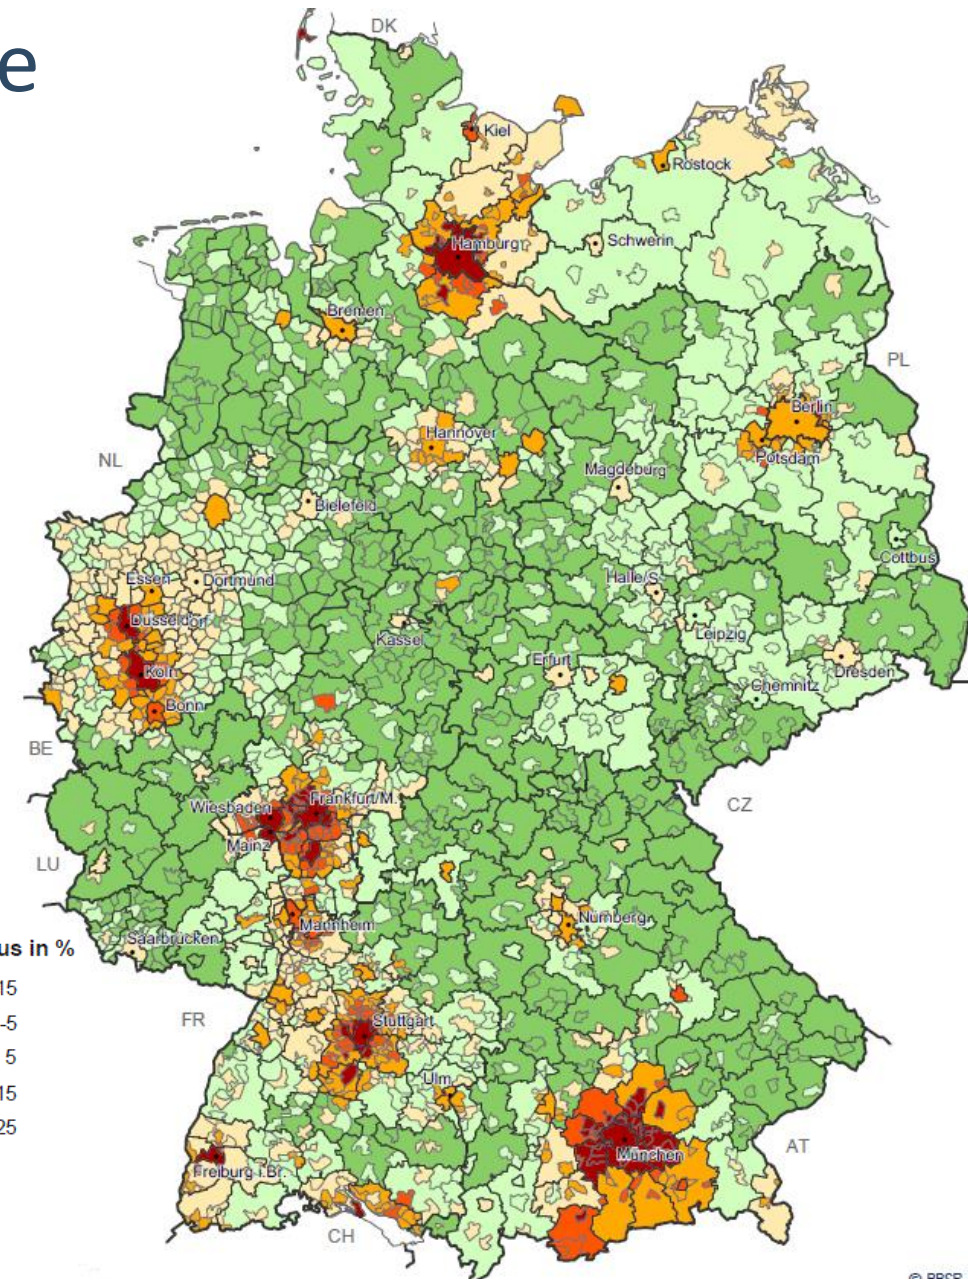 e
DK
Kiel
Rostock
Hamburg
Schwerin
Bremen
PL
Berlin
Hannover
Potsdam
NL
Magdeburg
Bielefeld
Cottbus
Essen
Dortmund
Halle/S.
Düsseldorf
Leipzig
Kassel
Köln
Erfurt
Dresden
Chemnitz
Bonn
BE
Wiesbaden
Frankfurt/M.
CZ
Mainz
LU
Nürnberg
Mannheim
Saarbrücken
us in %
15
-5
FR
Stuttgart
5
Ulm
15
25
AT
München
Freiburg i.Br.
CH
© BBSR